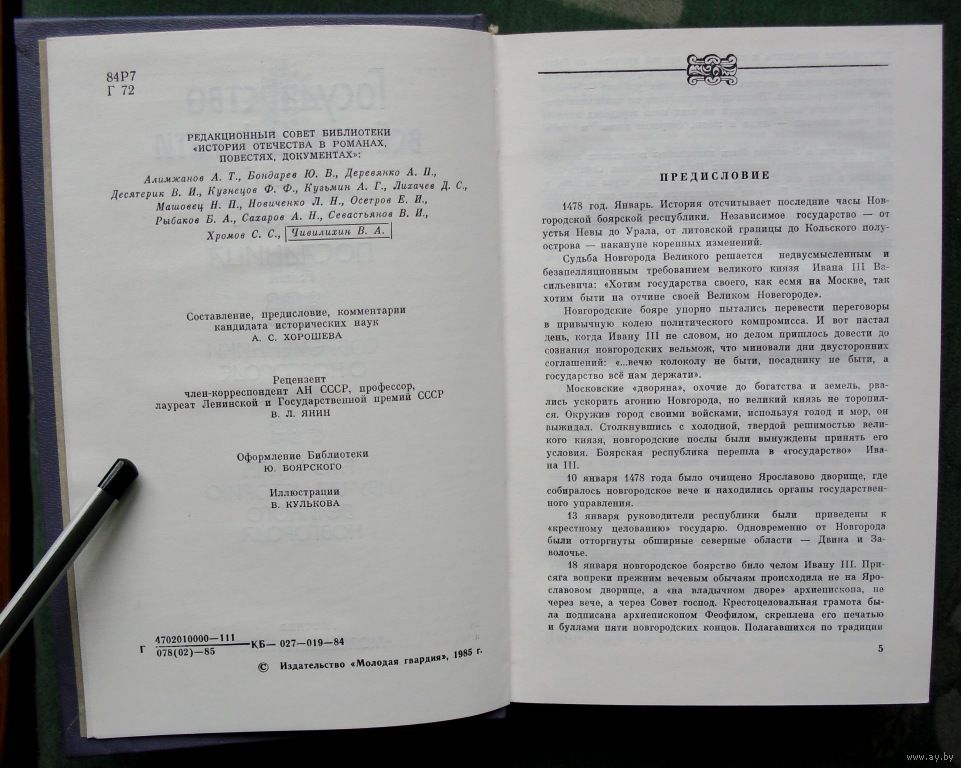 84Р7
Г 72
РЕДАКЦИОННЫЙ СОВЕТ БИБЛИОТЕКИ
«ИСТОРИЯ ОТЕЧЕСТВА В РОМАНАХ,
ПОВЕСТЯХ, ДОКУМЕНТАХ»:
Алимжанов А. Т., Бондарев Ю. В., Деревянко А. П.,
Десятерик В. И., Кузнецов Ф. Ф., Кузьмин А. Г., Лихачев Д. С.,
Машовец Н. П., Новиченко Л. Н., Осетров Е. И.,
Рыбаков Б. А., Сахаров А. Н., Севастьянов В. И.,
Хромов С. С., Чивилихин В. А.
Составление, предисловие, комментарии
кандидата исторических наук
А. С. ХОРОШЕВА
Рецензент
член-корреспондент АН СССР, профессор,
лауреат Ленинской и Государственной премий СССР
В. Л. ЯНИН
Оформление Библиотеки
Ю. БОЯРСКОГО
Иллюстрации
В. КУЛЬКОВА
Г 4702010000—111
078(02)—85 КБ—027—019—84
© Издательство «Молодая гвардия», 1985 г.
ПРЕДИСЛОВИЕ
1478 год. Январь. История отсчитывает последние часы Нов-
городской боярской республики. Независимое государство — от
устья Невы до Урала, от литовской границы до Кольского полу-
острова — накануне коренных изменений.
Судьба Новгорода Великого решается недвусмысленным и
безапелляционным требованием великого князя Ивана III Ва-
сильевича: «Хотим государства своего, как есмя на Москве, так
хотим быти на отчине своей Великом Новегороде».
Новгородские бояре упорно пытались перевести переговоры
в привычную колею политического компромисса. И вот настал
день, когда Ивану III не словом, но делом пришлось довести до
сознания новгородских вельмож, что миновали дни двусторонних
соглашений: «...вечю колоколу не быти, посаднику не быти, а
государство всё нам держати».
Московские «дворяна», охочие до богатства и земель, рва-
лись ускорить агонию Новгорода, но великий князь не торопил-
ся. Окружив город своими войсками, используя голод и мор, он
выжидал. Столкнувшись с холодной, твердой решимостью вели-
кого князя, новгородские послы были вынуждены принять его
условия. Боярская республика перешла в «государство» Ива-
на III.
10 января 1478 года было очищено Ярославово дворище, где
собиралось новгородское вече и находились органы государствен-
ного управления.
13 января руководители республики были приведены к
«крестному целованию» государю. Одновременно от Новгорода
были отторгнуты обширные северные области — Двина и За-
волочье.
18 января новгородское боярство било челом Ивану III. При-
сяга вопреки прежним вечевым обычаям происходила не на Яро-
славовом дворище, а «на владычном дворе» архиепископа, не
через вече, а через Совет господ. Крестоцеловальная грамота бы-
ла подписана архиепископом Феофилом, скреплена его печатью
и буллами пяти новгородских концов. Полагавшихся по традиции
5
www.ay.by